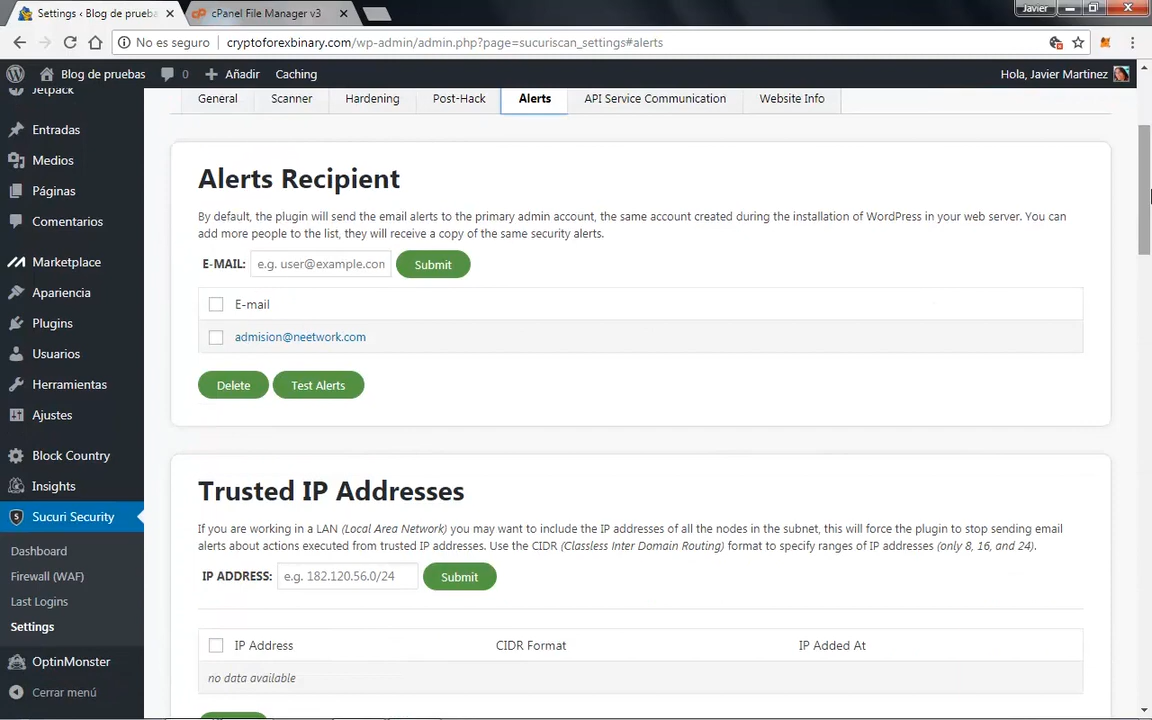 Settings ‹ Blog de prueba
cPanel File Manager v3
Javier
No es seguro
cryptoforexbinary.com/wp-admin/admin.php?page=sucuriscan_settings#alerts
Blog de pruebas
0
Añadir
Caching
Hola, Javier Martinez
Jetpack
Entradas
Medios
Páginas
Comentarios
Marketplace
Apariencia
Plugins
Usuarios
Herramientas
Ajustes
Block Country
Insights
Sucuri Security
Dashboard
Firewall (WAF)
Last Logins
Settings
OptinMonster
Cerrar menú
General
Scanner
Hardening
Post-Hack
Alerts
API Service Communication
Website Info
Alerts Recipient
By default, the plugin will send the email alerts to the primary admin account, the same account created during the installation of WordPress in your web server. You can
add more people to the list, they will receive a copy of the same security alerts.
E-MAIL: e.g. user@example.con Submit
E-mail
admision@neetwork.com
Delete Test Alerts
Trusted IP Addresses
If you are working in a LAN (Local Area Network) you may want to include the IP addresses of all the nodes in the subnet, this will force the plugin to stop sending email
alerts about actions executed from trusted IP addresses. Use the CIDR (Classless Inter Domain Routing) format to specify ranges of IP addresses (only 8, 16, and 24).
IP ADDRESS: e.g. 182.120.56.0/24 Submit
IP Address CIDR Format IP Added At
no data available